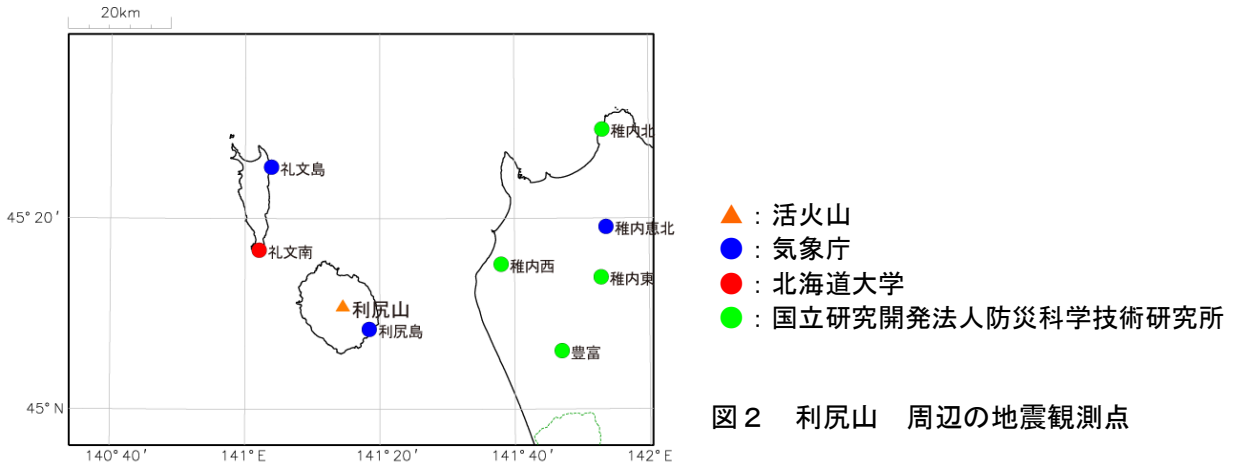 20km
稚内北
礼文島
45°20′
稚内恵北
礼文南
稚内西
稚内東
利尻山
利尻島
豊富
45°N
140°40′
141°E
141°20′
141°40′
142°E
：活火山
：気象庁
：北海道大学
：国立研究開発法人防災科学技術研究所
図２　利尻山　周辺の地震観測点